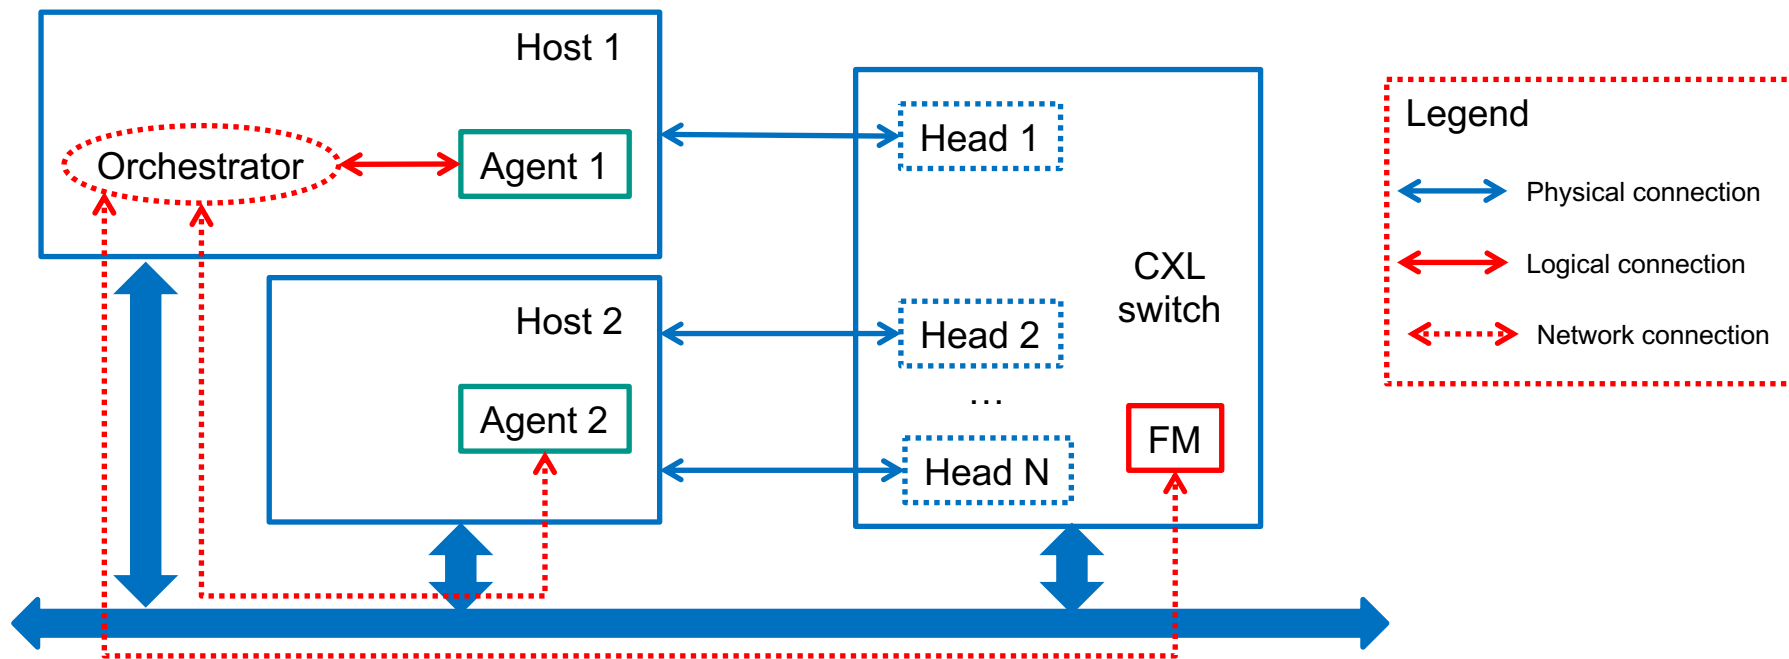 Host 1
Orchestrator
Agent 1
Host 2
Agent 2
Head 1
CXL
switch
Head 2
...
Head N
FM
Legend
Physical connection
Logical connection
Network connection